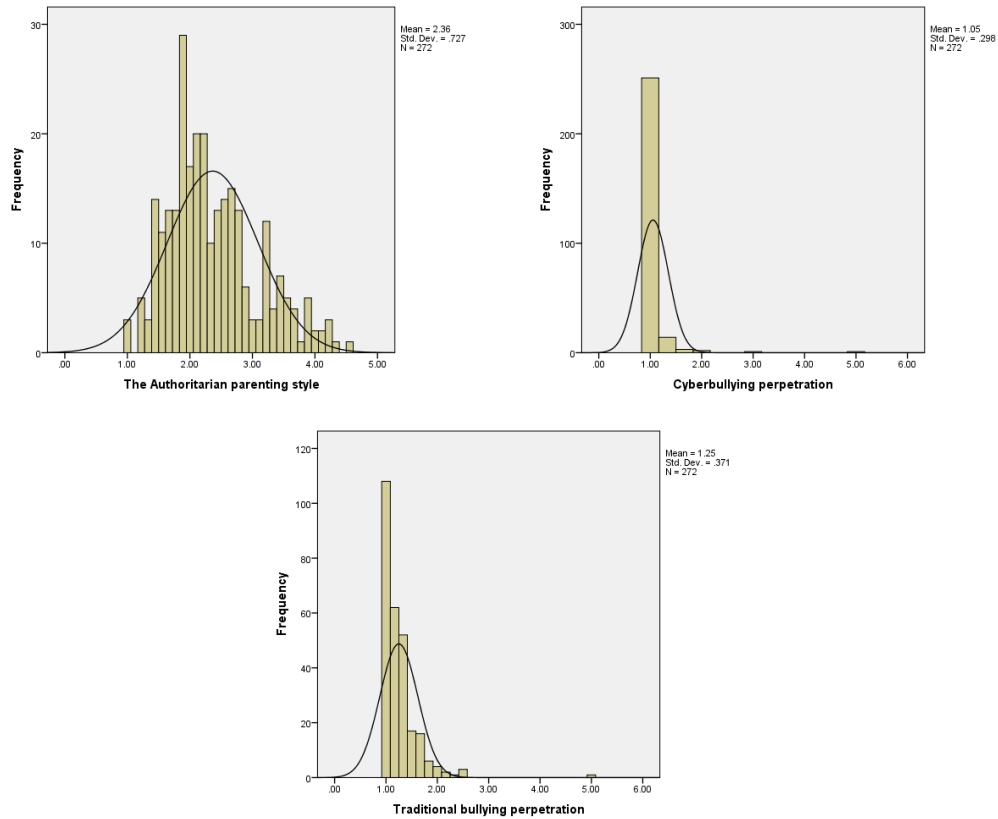 Mean = 2.36
Std. Dev. = .727
N = 272
30
20
10
0
Frequency
.00 1.00 2.00 3.00 4.00 5.00
The Authoritarian parenting style
Mean = 1.05
Std. Dev. = .298
N = 272
300
200
100
0
Frequency
.00 1.00 2.00 3.00 4.00 5.00 6.00
Cyberbullying perpetration
Mean = 1.25
Std. Dev. = .371
N = 272
120
100
80
60
40
20
0
Frequency
.00 1.00 2.00 3.00 4.00 5.00 6.00
Traditional bullying perpetration